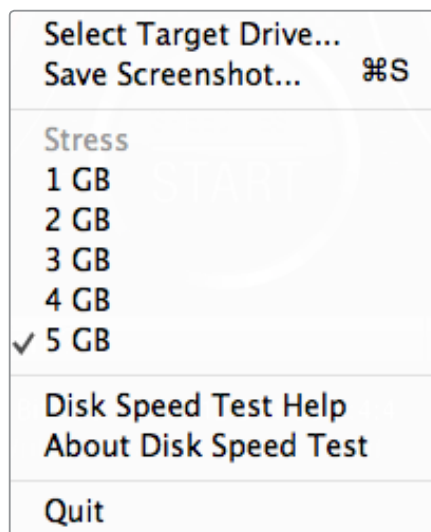 Select Target Drive...
Save Screenshot... ⌘S
Stress
START
1 GB
2 GB
3 GB
4 GB
✓ 5 GB
Disk Speed Test Help
About Disk Speed Test
Quit